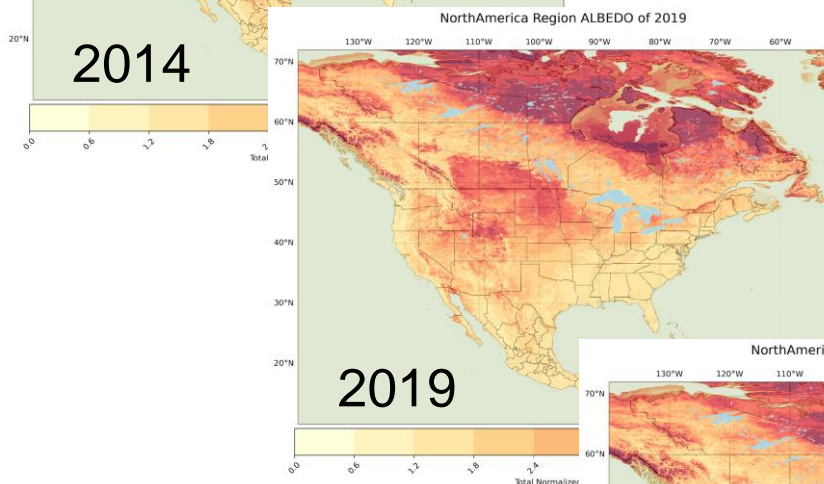 20°N
2014
0.0 0.6 1.2 1.8
Total
NorthAmerica Region ALBEDO of 2019
130°W 120°W 110°W 100°W 90°W 80°W 70°W 60°W
70°N
60°N
50°N
40°N
30°N
20°N
2019
0.0 0.6 1.2 1.8 2.4
Total Normalized
NorthAmeri
130°W 120°W 110°W
70°N
60°N